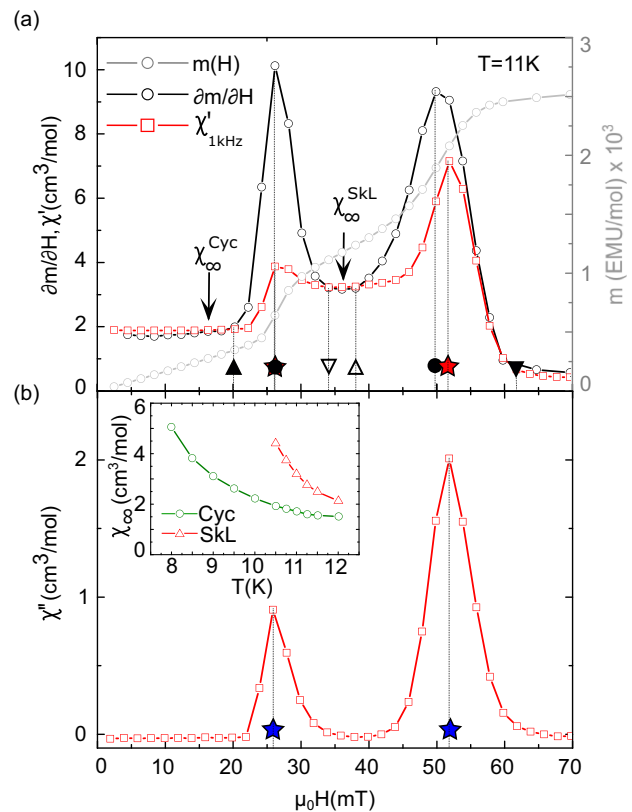 (a)
m(H)
∂m/∂H
χ'1kHz
T=11K
χ∞Cyc
χ∞SkL
∂m/∂H, χ'(cm³/mol)
10
8
6
4
2
0
m (EMU/mol) x 10³
3
2
1
0
(b)
χ∞(cm³/mol)
6
4
2
0
Cyc
SkL
8 9 10 11 12
T(K)
χ''(cm³/mol)
2
1
0
0 10 20 30 40 50 60 70
μ₀H(mT)